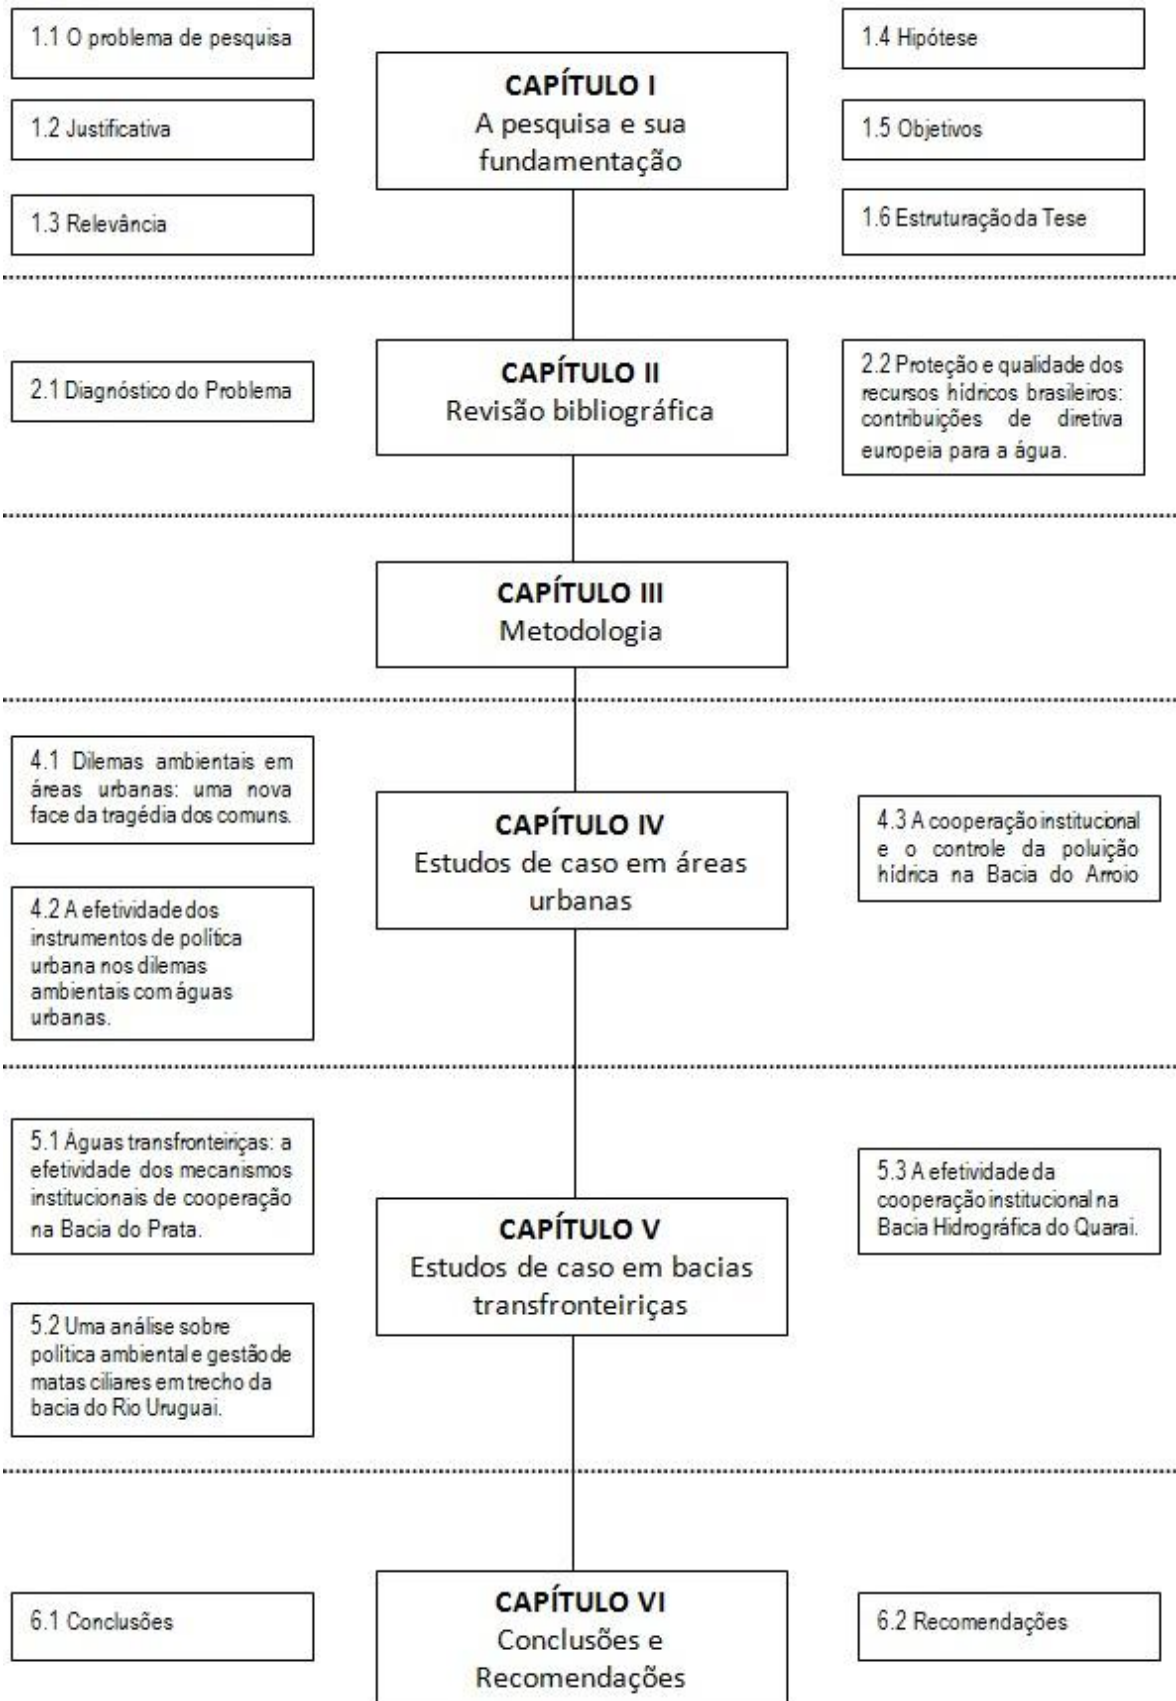 1.1 O problema de pesquisa
1.2 Justificativa
1.3 Relevância
CAPÍTULO I
A pesquisa e sua
fundamentação
1.4 Hipótese
1.5 Objetivos
1.6 Estruturação da Tese
2.1 Diagnóstico do Problema
CAPÍTULO II
Revisão bibliográfica
2.2 Proteção e qualidade dos
recursos hídricos brasileiros:
contribuições de diretiva
europeia para a água.
CAPÍTULO III
Metodologia
4.1 Dilemas ambientais em
áreas urbanas: uma nova
face da tragédia dos comuns.
4.2 A efetividade dos
instrumentos de política
urbana nos dilemas
ambientais com águas
urbanas.
CAPÍTULO IV
Estudos de caso em áreas
urbanas
4.3 A cooperação institucional
e o controle da poluição
hídrica na Bacia do Arroio
5.1 Águas transfronteiriças: a
efetividade dos mecanismos
institucionais de cooperação
na Bacia do Prata.
5.2 Uma análise sobre
política ambiental e gestão de
matas ciliares em trecho da
bacia do Rio Uruguai.
CAPÍTULO V
Estudos de caso em bacias
transfronteiriças
5.3 A efetividade da
cooperação institucional na
Bacia Hidrográfica do Quarai.
6.1 Conclusões
CAPÍTULO VI
Conclusões e
Recomendações
6.2 Recomendações